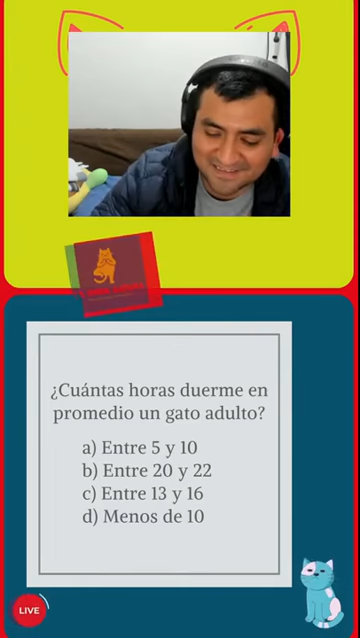 ¿Cuántas horas duerme en
promedio un gato adulto?
a) Entre 5 y 10
b) Entre 20 y 22
c) Entre 13 y 16
d) Menos de 10
LIVE